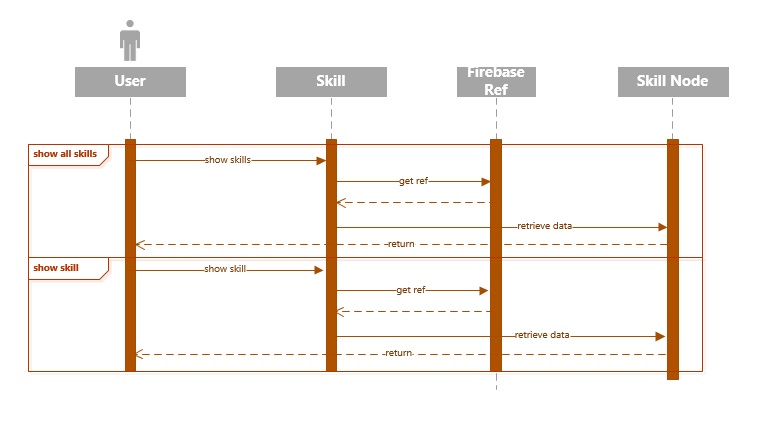 User
Skill
Firebase
Ref
Skill Node
show all skills
show skills
get ref
retrieve data
return
show skill
show skill
get ref
retrieve data
return